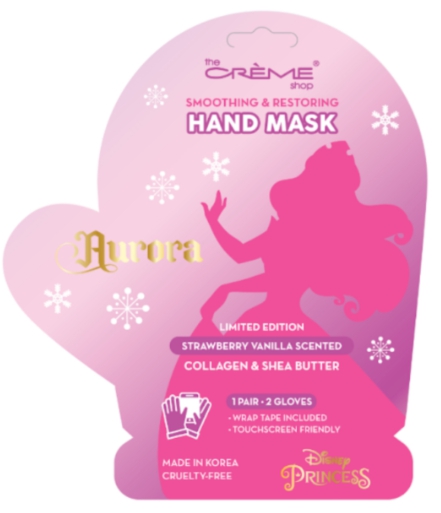 the
CRÈME®
shop
SMOOTHING & RESTORING
HAND MASK
Aurora
LIMITED EDITION
STRAWBERRY VANILLA SCENTED
COLLAGEN & SHEA BUTTER
1 PAIR • 2 GLOVES
• WRAP TAPE INCLUDED
• TOUCHSCREEN FRIENDLY
MADE IN KOREA
CRUELTY-FREE
Disney
PRINCESS